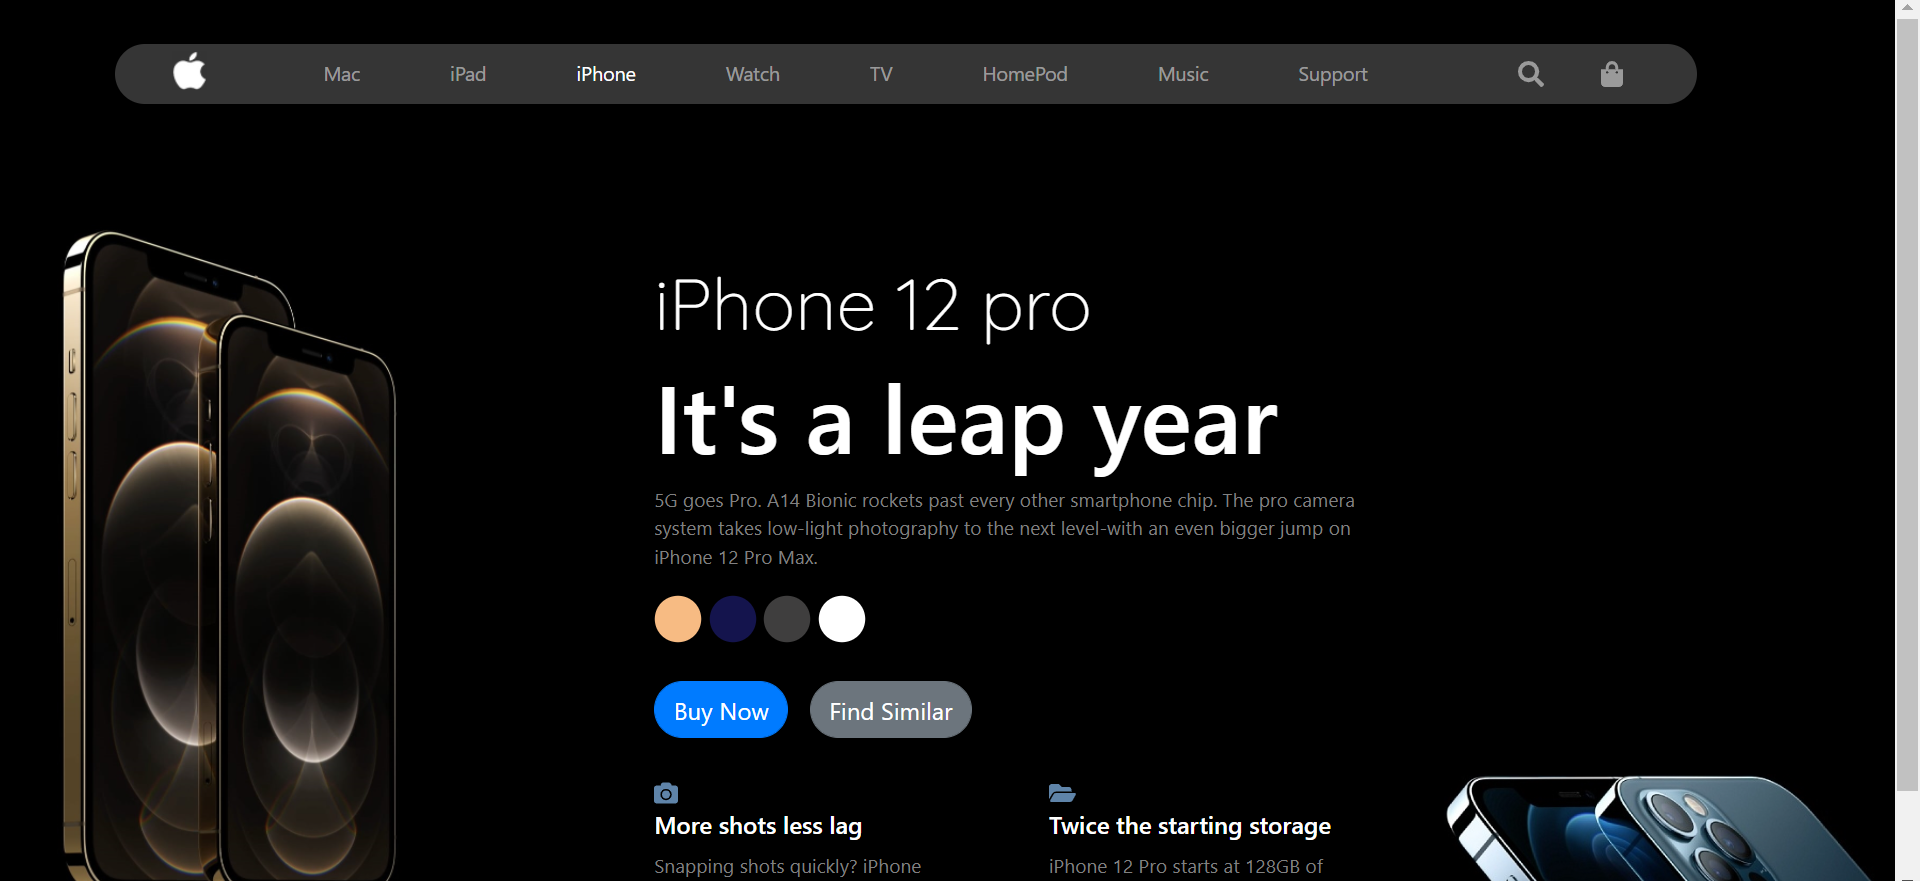 Mac iPad iPhone Watch TV HomePod Music Support
iPhone 12 pro
It's a leap year
5G goes Pro. A14 Bionic rockets past every other smartphone chip. The pro camera
system takes low-light photography to the next level-with an even bigger jump on
iPhone 12 Pro Max.
Buy Now Find Similar
More shots less lag
Snapping shots quickly? iPhone
Twice the starting storage
iPhone 12 Pro starts at 128GB of